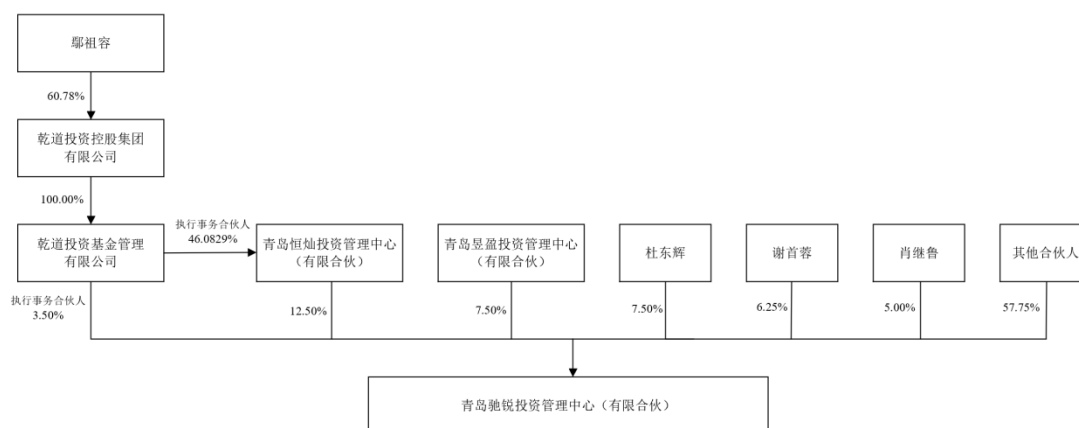 鄢祖容
60.78%
乾道投资控股集团
有限公司
100.00%
乾道投资基金管理
有限公司
执行事务合伙人
46.0829%
青岛恒灿投资管理中心
（有限合伙）
青岛昱盈投资管理中心
（有限合伙）
杜东辉
谢首蓉
肖继鲁
其他合伙人
执行事务合伙人
3.50%
12.50%
7.50%
7.50%
6.25%
5.00%
57.75%
青岛驰锐投资管理中心（有限合伙）